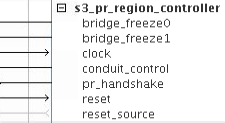 s3_pr_region_controller
bridge_freeze0
bridge_freeze1
clock
conduit_control
pr_handshake
reset
reset_source